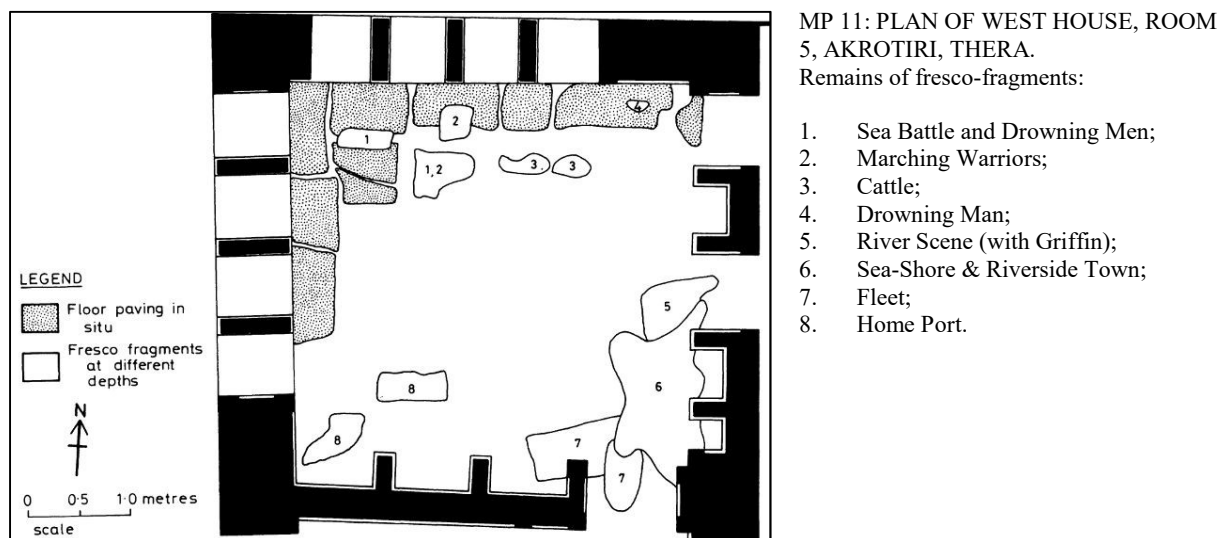 MP 11: PLAN OF WEST HOUSE, ROOM
5, AKROTIRI, THERA.
Remains of fresco-fragments:
1. Sea Battle and Drowning Men;
2. Marching Warriors;
3. Cattle;
4. Drowning Man;
5. River Scene (with Griffin);
6. Sea-Shore & Riverside Town;
7. Fleet;
8. Home Port.
4
2
1
1,2
3.
3
5
6
8
7
8
7
LEGEND
Floor paving in
situ
Fresco fragments
at different
depths
N
0 0·5 1·0 metres
scale